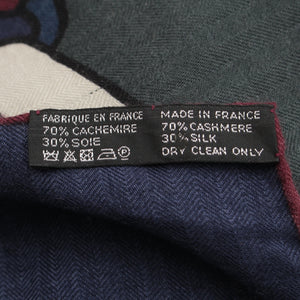 FABRIQUE EN FRANCE
70% CACHEMIRE
30% SOIE
P
MADE IN FRANCE
70% CASHMERE
30% SILK
DRY CLEAN ONLY